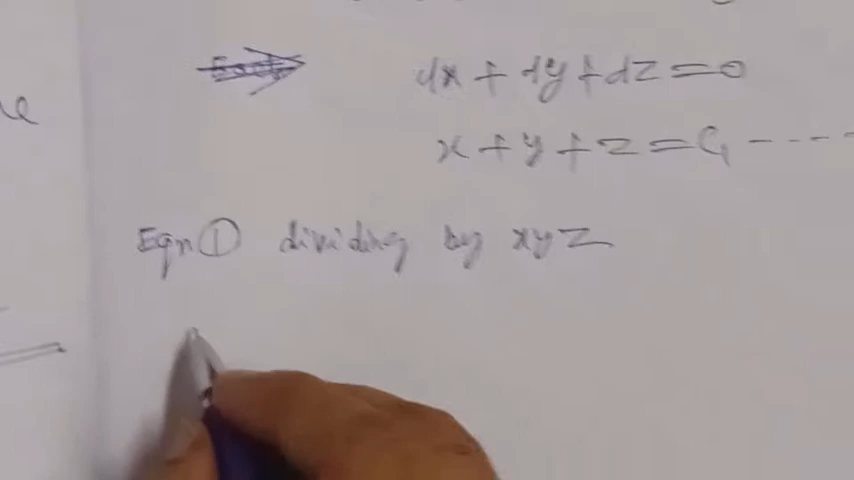 dx + dy + dz = 0
x + y + z = C₁ ----
Eqn ① dividing by xyz